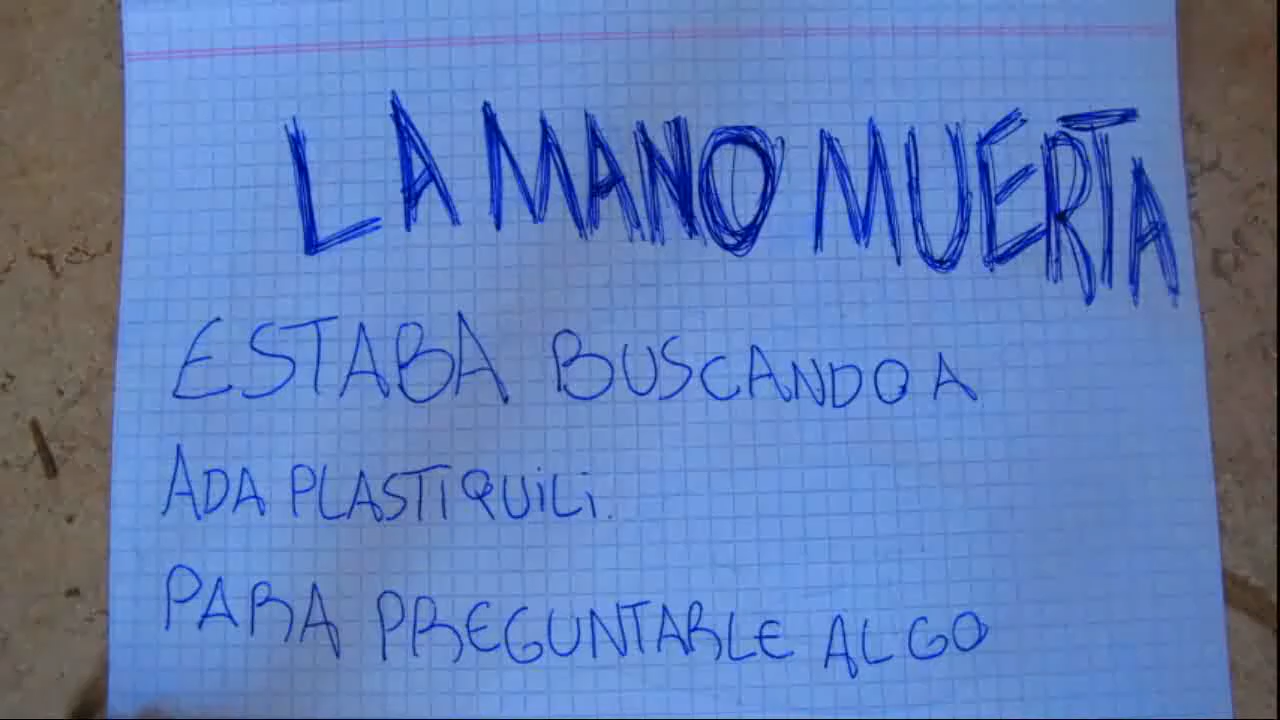 LA MANO MUERTA
ESTABA BUSCANDO A
ADA PLASTIQUiLi.
PARA PREGUNTARLE ALGO